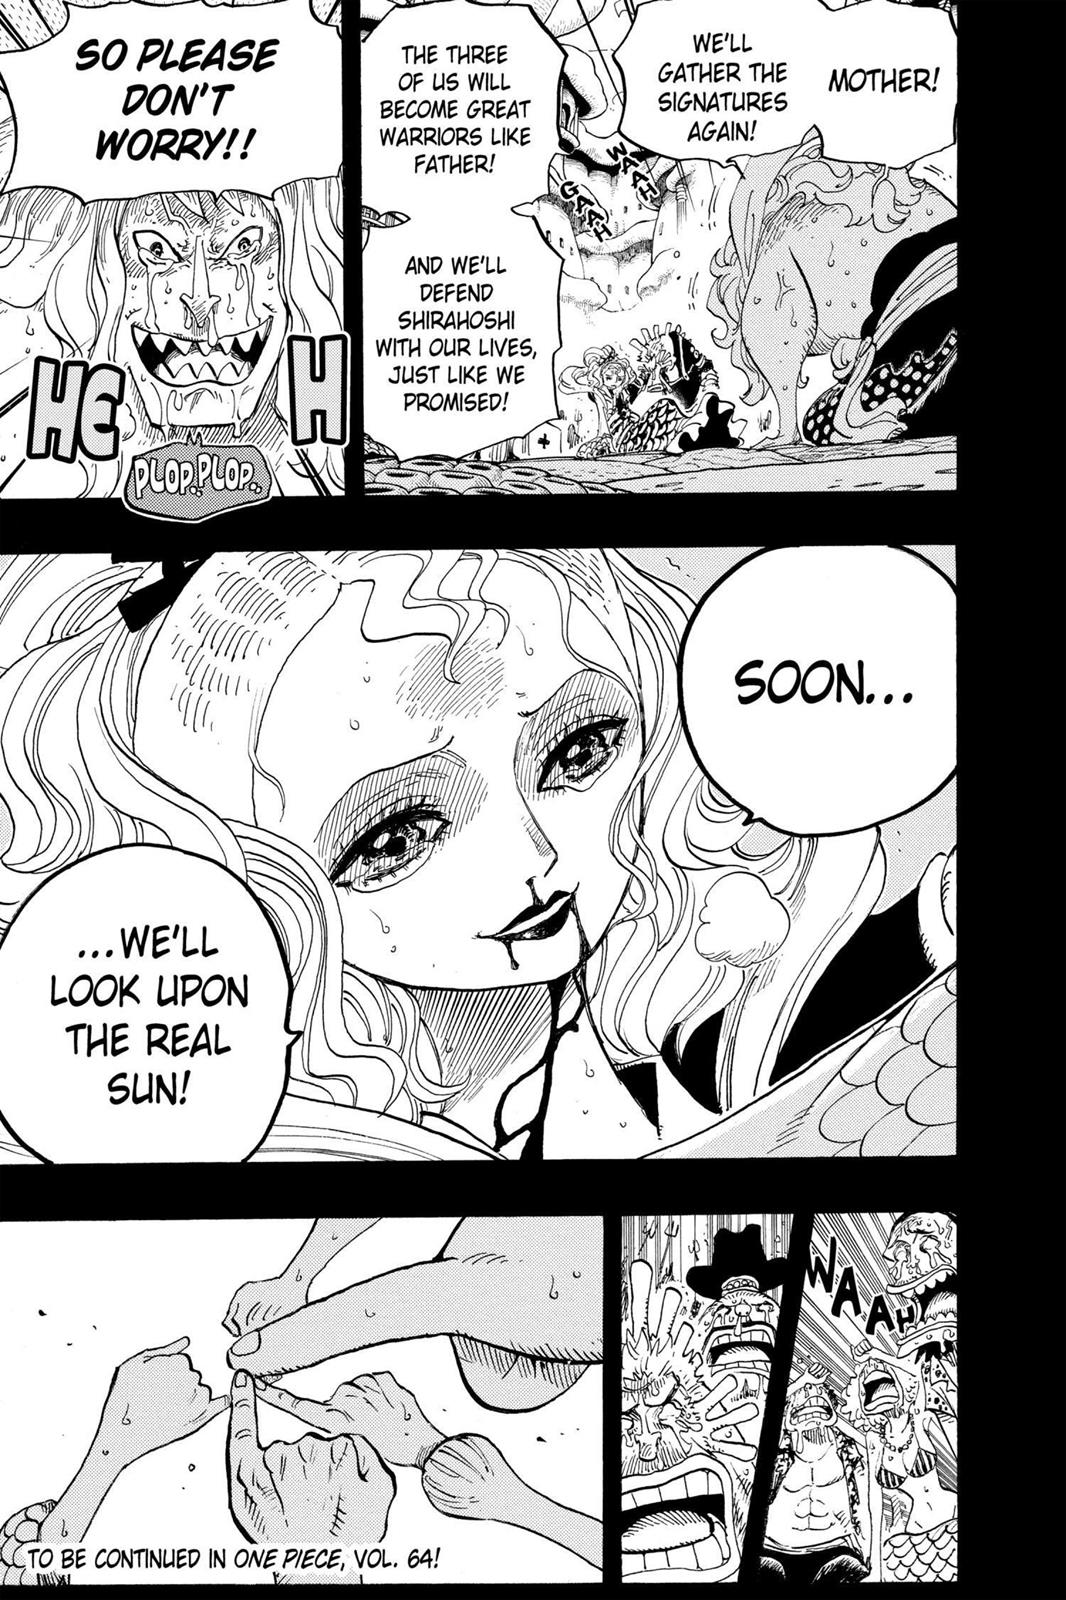 MOTHER!
WE'LL
GATHER THE
SIGNATURES
AGAIN!
WAAH
GAAH
THE THREE
OF US WILL
BECOME GREAT
WARRIORS LIKE
FATHER!
AND WE'LL
DEFEND
SHIRAHOSHI
WITH OUR LIVES,
JUST LIKE WE
PROMISED!
SO PLEASE
DON'T
WORRY!!
HEH
PLOP.. PLOP..
SOON...
...WE'LL
LOOK UPON
THE REAL
SUN!
WAAH
TO BE CONTINUED IN ONE PIECE, VOL. 64!